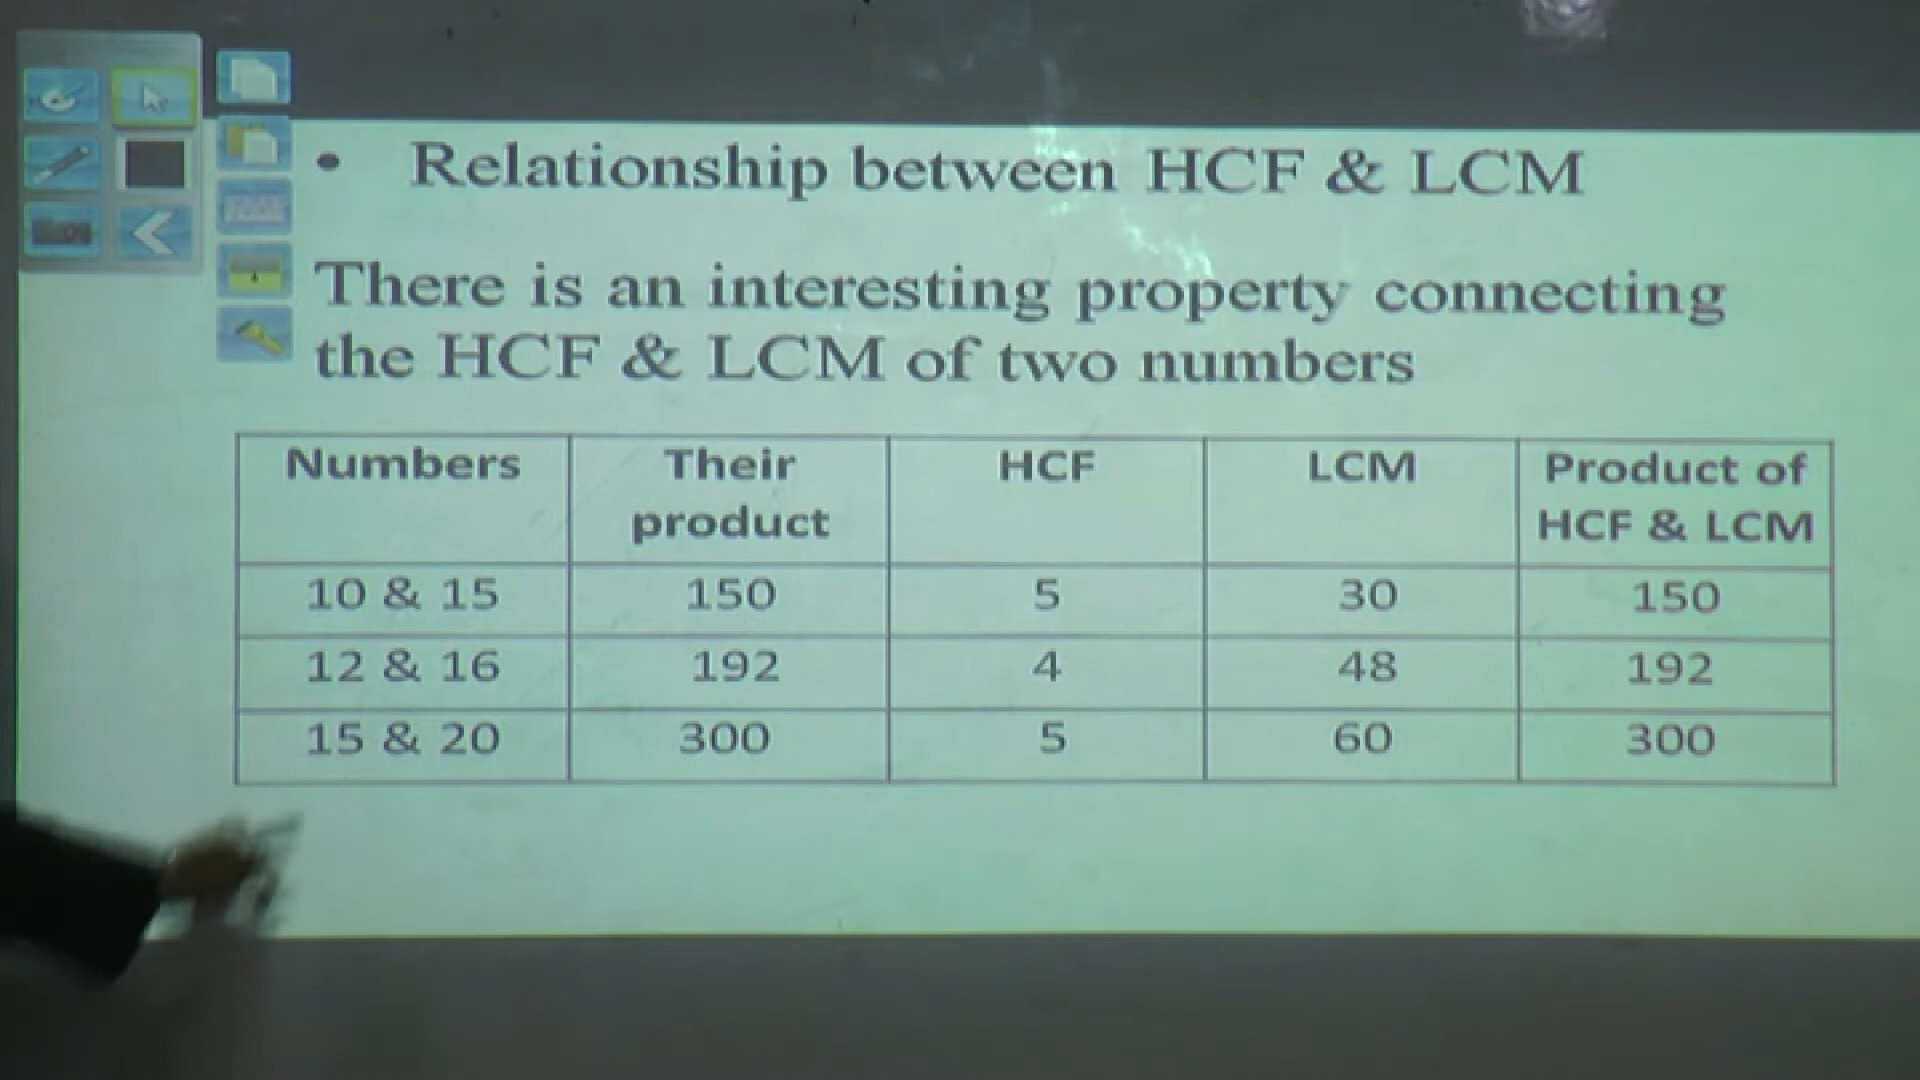 • Relationship between HCF & LCM
There is an interesting property connecting
the HCF & LCM of two numbers
Numbers Their product HCF LCM Product of HCF & LCM
10 & 15 150 5 30 150
12 & 16 192 4 48 192
15 & 20 300 5 60 300